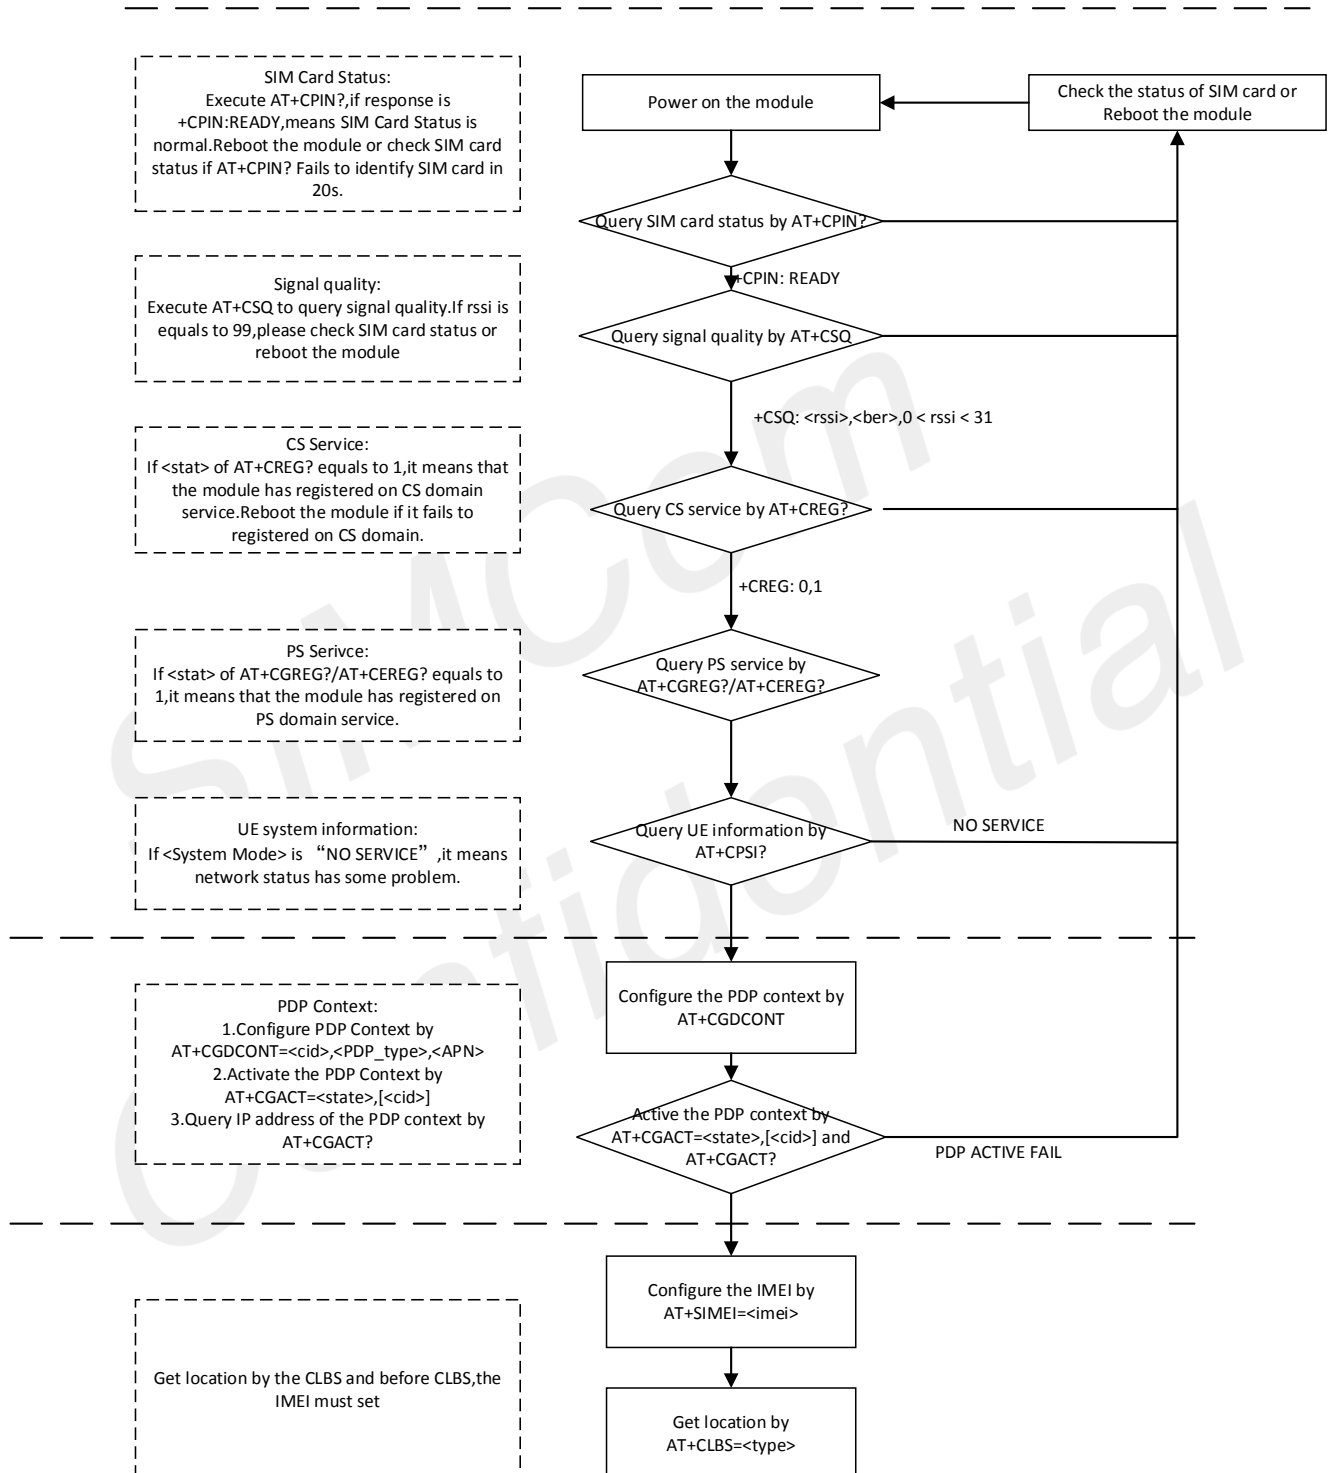 SIM Card Status:
Execute AT+CPIN?,if response is
+CPIN:READY,means SIM Card Status is
normal.Reboot the module or check SIM card
status if AT+CPIN? Fails to identify SIM card in
20s.
Power on the module
Check the status of SIM card or
Reboot the module
Query SIM card status by AT+CPIN?
+CPIN: READY
Signal quality:
Execute AT+CSQ to query signal quality.If rssi is
equals to 99,please check SIM card status or
reboot the module
Query signal quality by AT+CSQ
+CSQ: <rssi>,<ber>,0 < rssi < 31
CS Service:
If <stat> of AT+CREG? equals to 1,it means that
the module has registered on CS domain
service.Reboot the module if it fails to
registered on CS domain.
Query CS service by AT+CREG?
+CREG: 0,1
PS Serivce:
If <stat> of AT+CGREG?/AT+CEREG? equals to
1,it means that the module has registered on
PS domain service.
Query PS service by
AT+CGREG?/AT+CEREG?
UE system information:
If <System Mode> is “NO SERVICE” ,it means
network status has some problem.
Query UE information by
AT+CPSI?
NO SERVICE
Configure the PDP context by
AT+CGDCONT
PDP Context:
1.Configure PDP Context by
AT+CGDCONT=<cid>,<PDP_type>,<APN>
2.Activate the PDP Context by
AT+CGACT=<state>,[<cid>]
3.Query IP address of the PDP context by
AT+CGACT?
Active the PDP context by
AT+CGACT=<state>,[<cid>] and
AT+CGACT?
PDP ACTIVE FAIL
Configure the IMEI by
AT+SIMEI=<imei>
Get location by the CLBS and before CLBS,the
IMEI must set
Get location by
AT+CLBS=<type>
SIMCom
Confidential